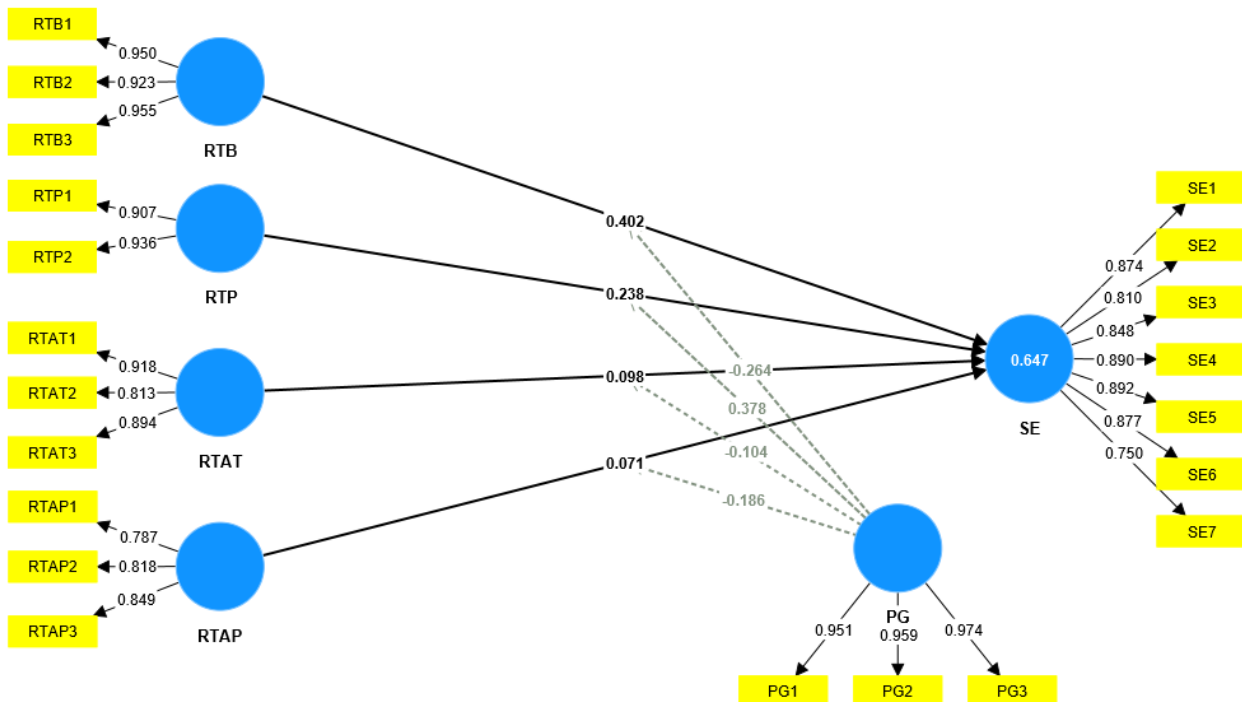 RTB1
0.950
RTB2
0.923
0.955
RTB3
RTB
RTP1
0.907
0.936
RTP2
RTP
RTAT1
0.918
RTAT2
0.813
0.894
RTAT3
RTAT
RTAP1
0.787
RTAP2
0.818
0.849
RTAP3
RTAP
0.402
0.238
0.098
0.071
-0.264
0.378
-0.104
-0.186
0.647
SE
SE1
0.874
SE2
0.810
SE3
0.848
SE4
0.890
0.892
SE5
0.877
0.750
SE6
SE7
PG
0.951
0.959
0.974
PG1
PG2
PG3